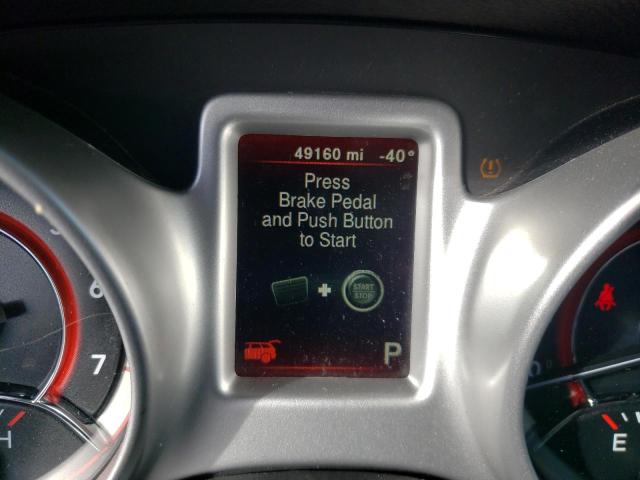 49160 mi -40°
Press
Brake Pedal
and Push Button
to Start
START
STOP
P
6
7
H
E